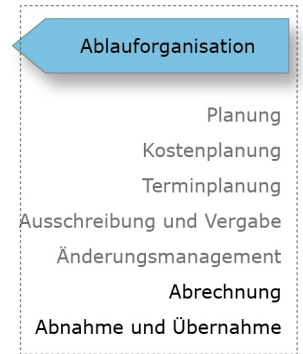 Ablauforganisation
Planung
Kostenplanung
Terminplanung
Ausschreibung und Vergabe
Änderungsmanagement
Abrechnung
Abnahme und Übernahme